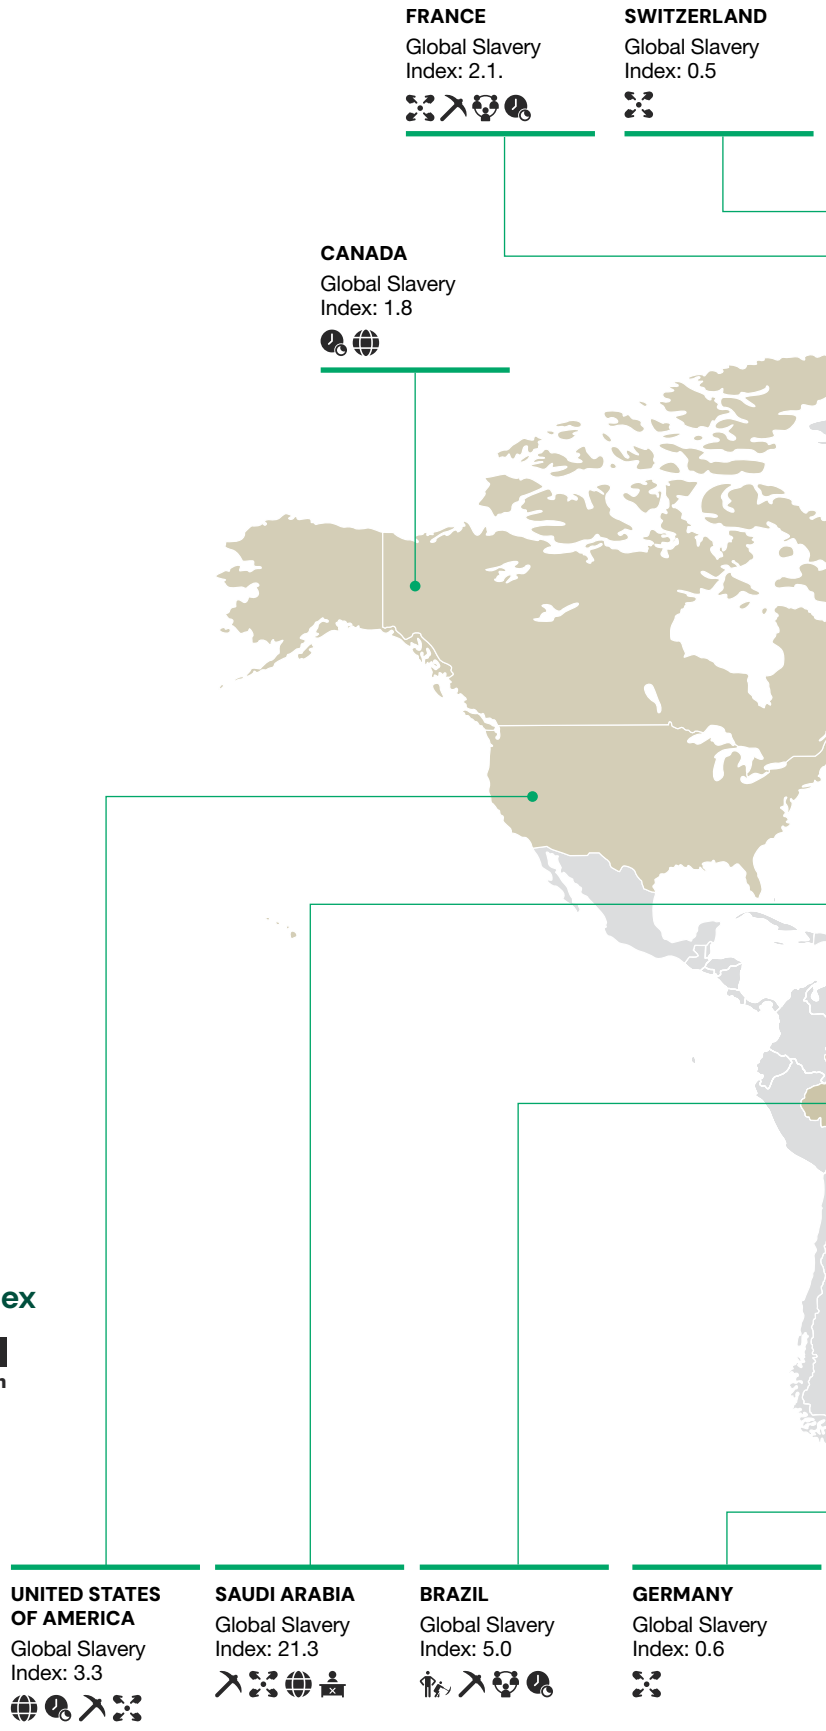 FRANCE
Global Slavery
Index: 2.1.
SWITZERLAND
Global Slavery
Index: 0.5
CANADA
Global Slavery
Index: 1.8
ex
n
UNITED STATES
OF AMERICA
Global Slavery
Index: 3.3
SAUDI ARABIA
Global Slavery
Index: 21.3
BRAZIL
Global Slavery
Index: 5.0
GERMANY
Global Slavery
Index: 0.6